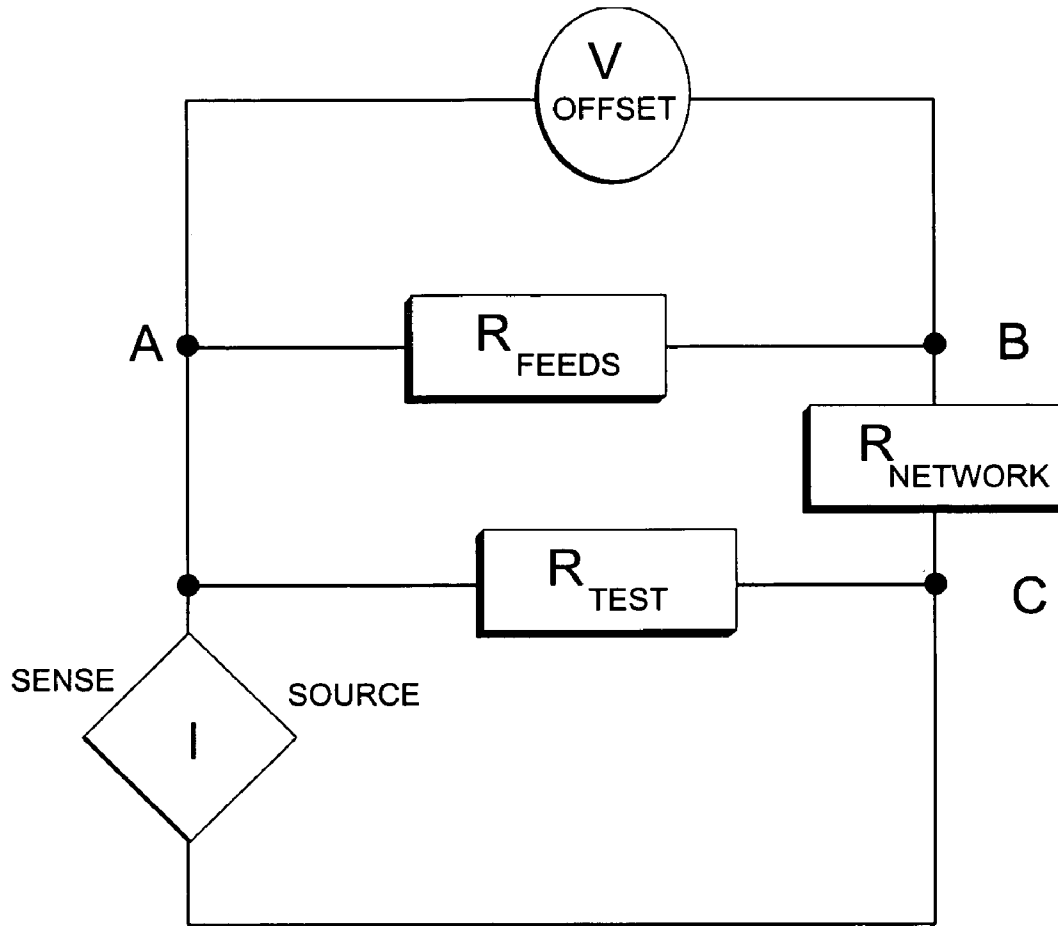 V
OFFSET
A
R FEEDS
B
R NETWORK
R TEST
C
SENSE
SOURCE
I